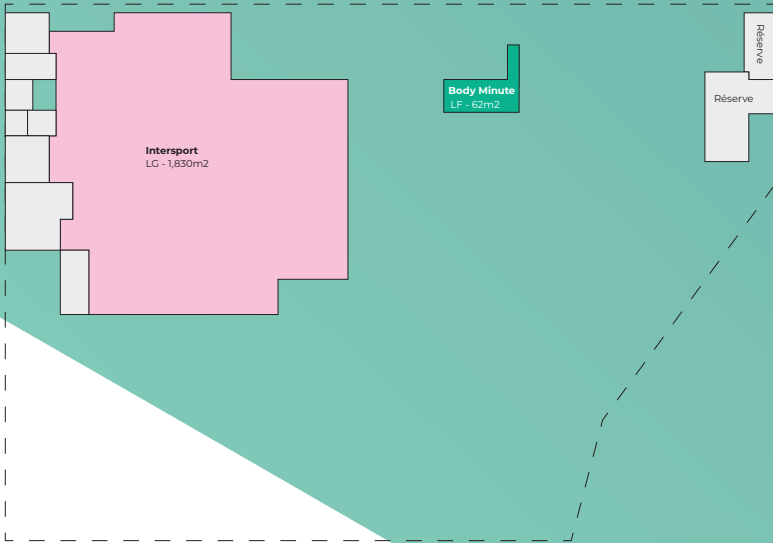 Réserve
Body Minute
LF - 62m2
Réserve
Intersport
LG - 1,830m2